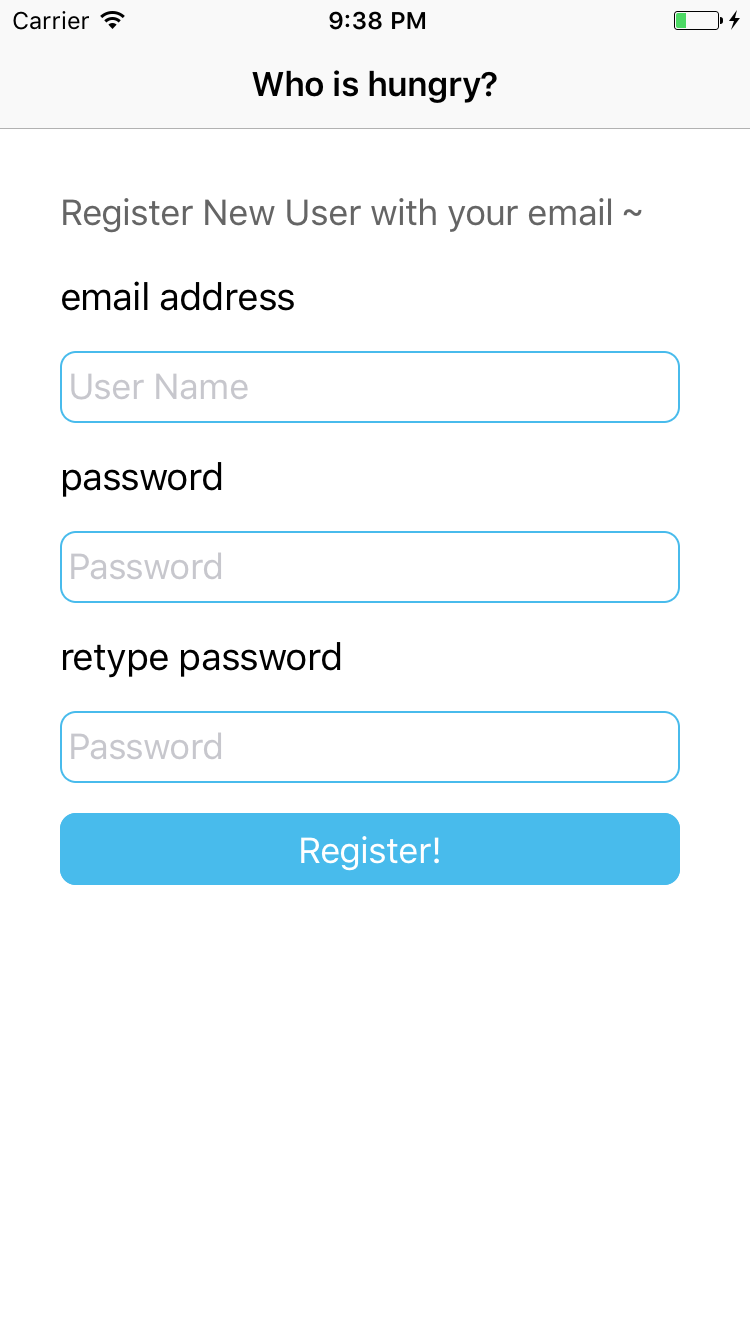 Carrier 9:38 PM
Who is hungry?
Register New User with your email ~
email address
User Name
password
Password
retype password
Password
Register!